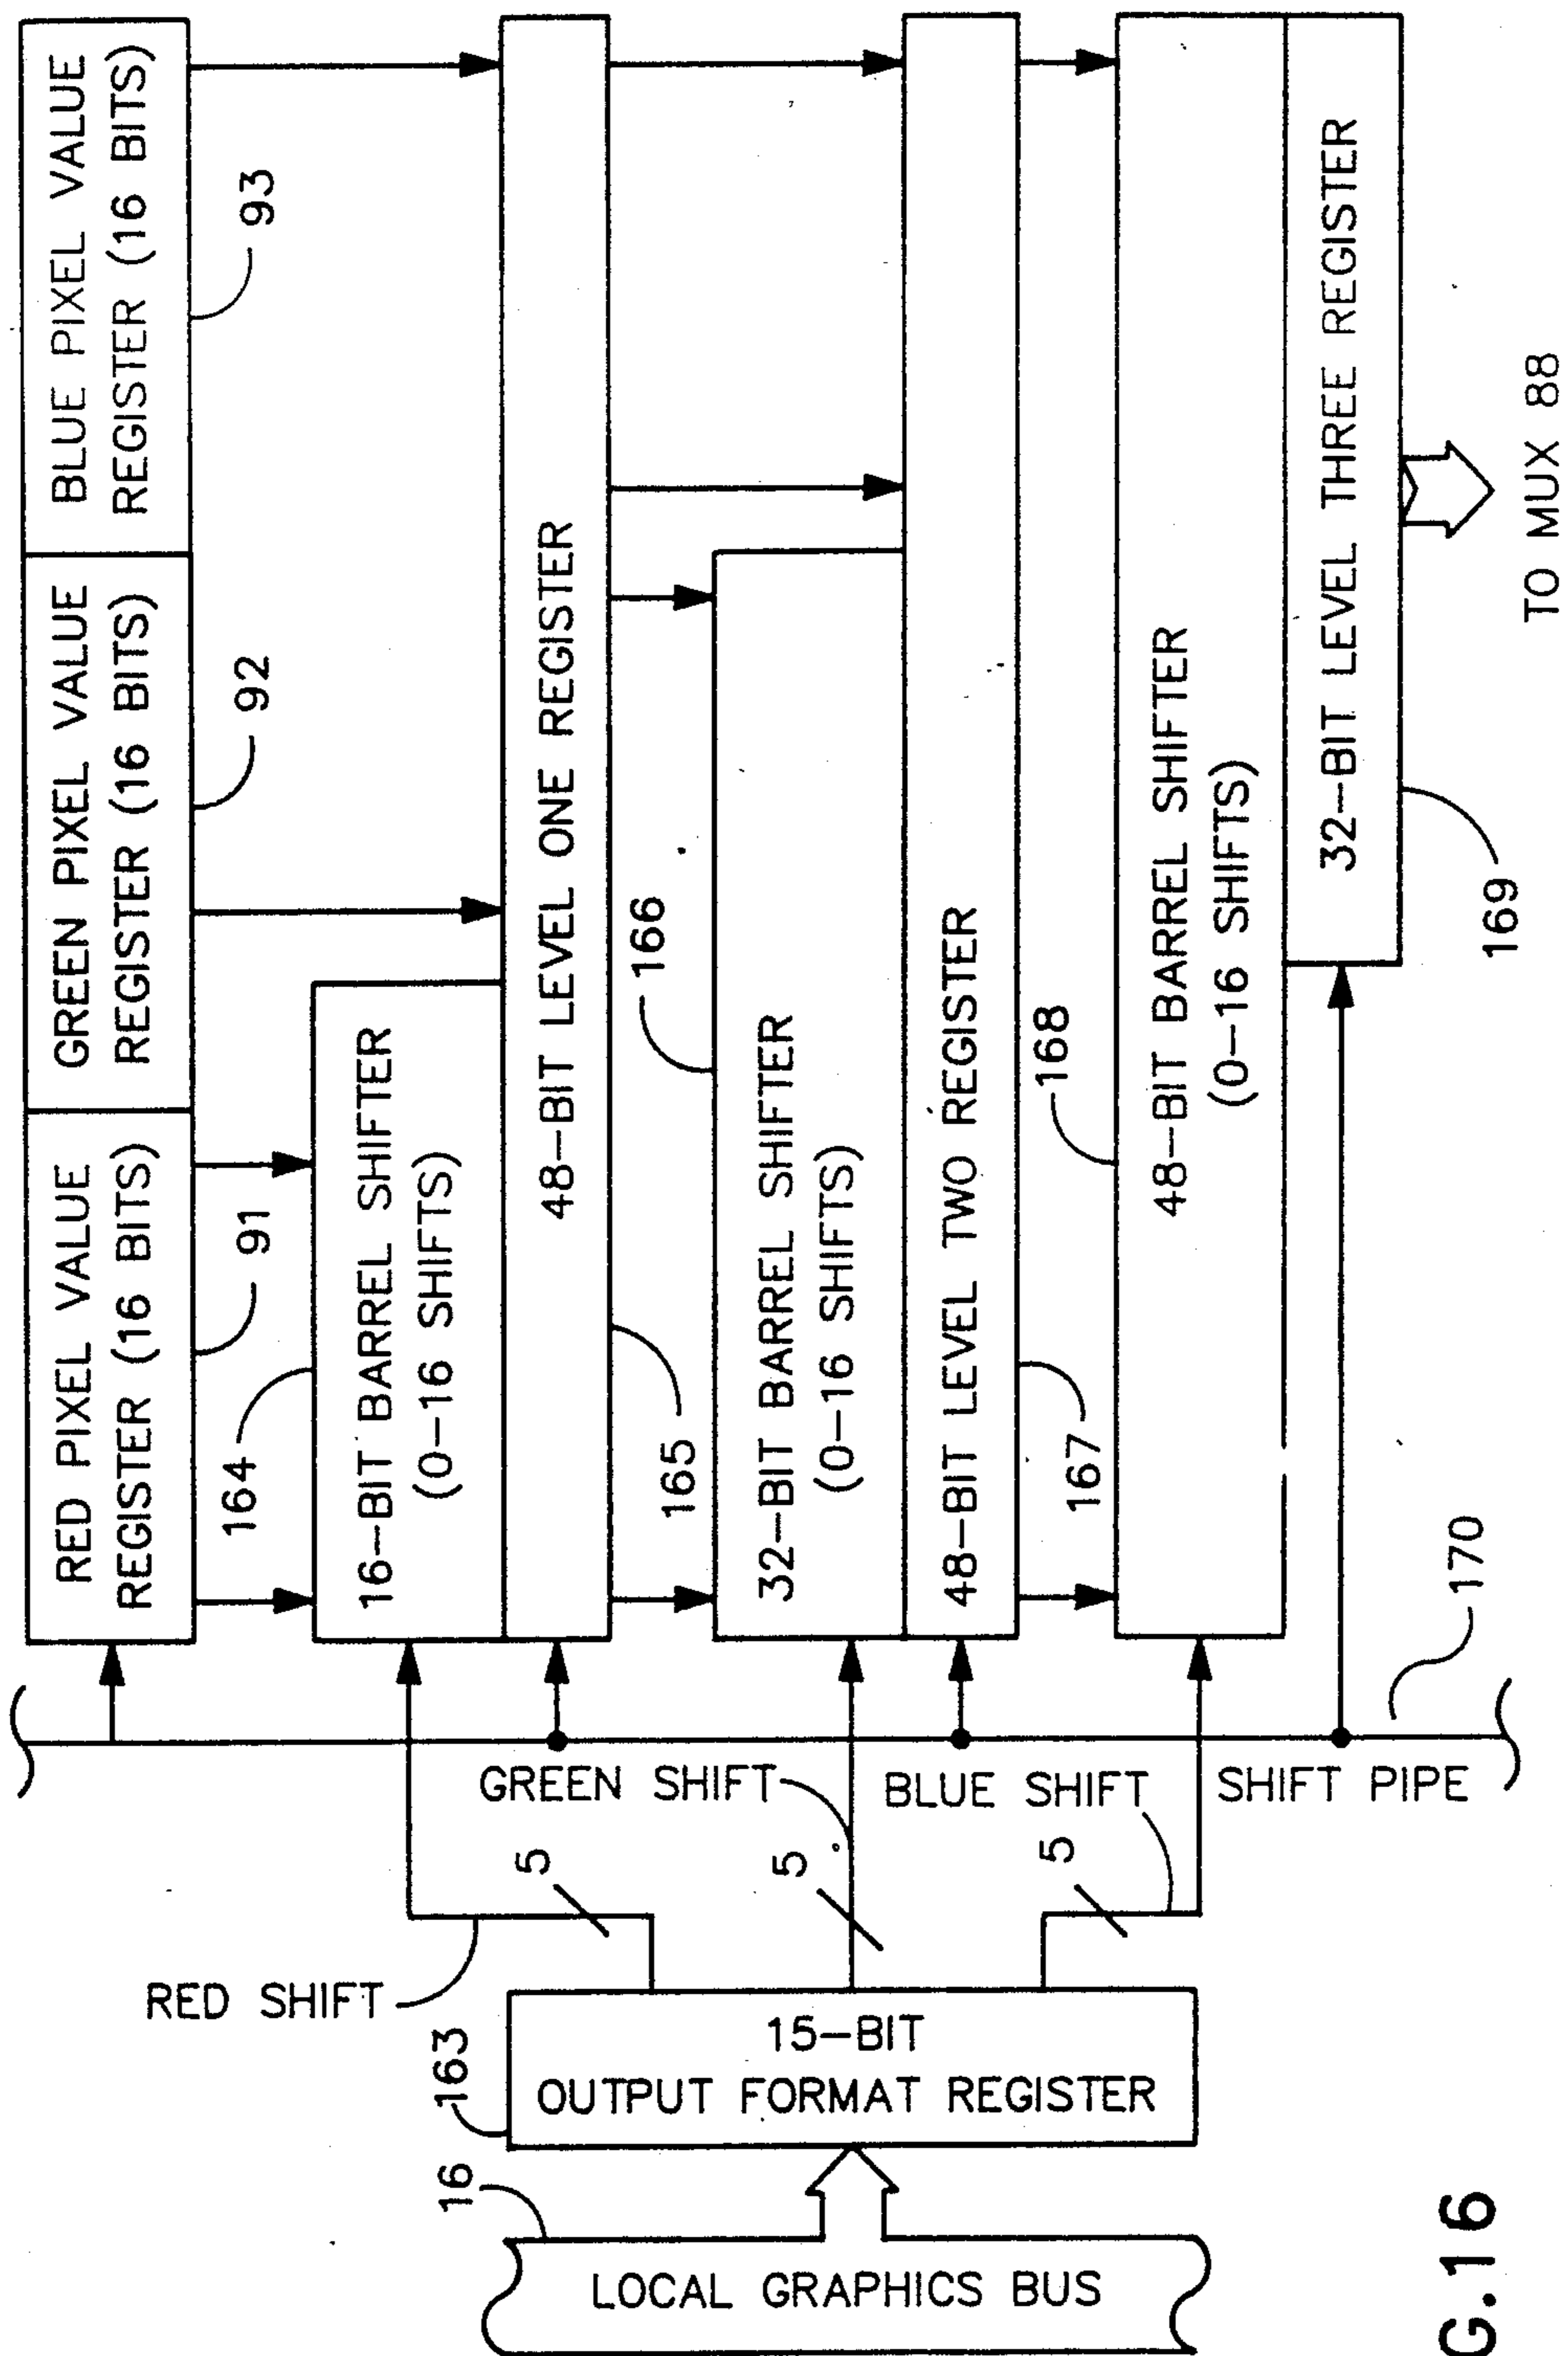 RED PIXEL VALUE
REGISTER (16 BITS)
GREEN PIXEL VALUE
REGISTER (16 BITS)
BLUE PIXEL VALUE
REGISTER (16 BITS)
91
92
93
164
16-BIT BARREL SHIFTER
(0-16 SHIFTS)
48-BIT LEVEL ONE REGISTER
165
166
32-BIT BARREL SHIFTER
(0-16 SHIFTS)
48-BIT LEVEL TWO REGISTER
167
168
48-BIT BARREL SHIFTER
(0-16 SHIFTS)
32-BIT LEVEL THREE REGISTER
169
TO MUX 88
170
GREEN SHIFT
BLUE SHIFT
SHIFT PIPE
5
5
5
RED SHIFT
163
15-BIT
OUTPUT FORMAT REGISTER
16
LOCAL GRAPHICS BUS
G.16